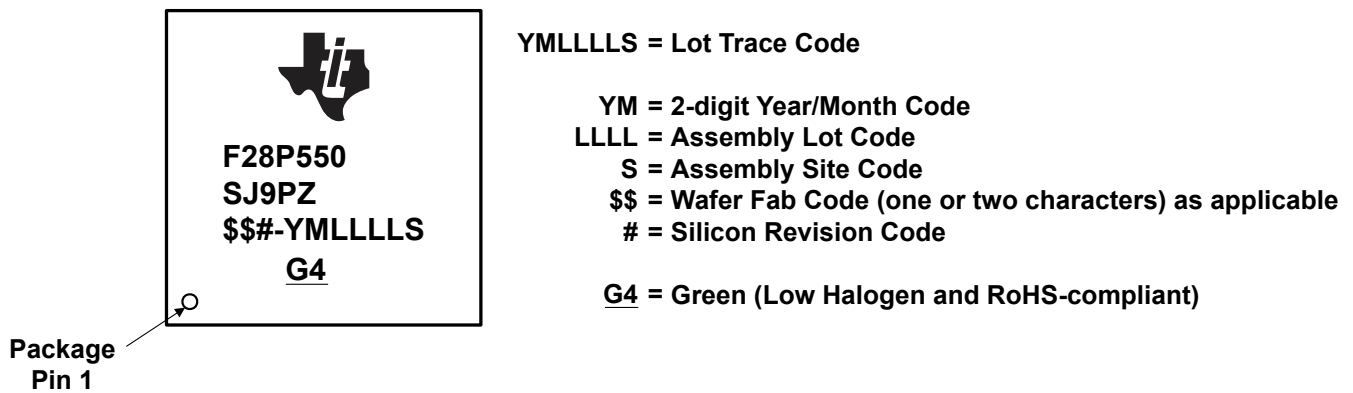 F28P550
SJ9PZ
$$#-YMLLLLS
G4
Package
Pin 1
YMLLLLS = Lot Trace Code
YM = 2-digit Year/Month Code
LLLL = Assembly Lot Code
S = Assembly Site Code
$$ = Wafer Fab Code (one or two characters) as applicable
# = Silicon Revision Code
G4 = Green (Low Halogen and RoHS-compliant)